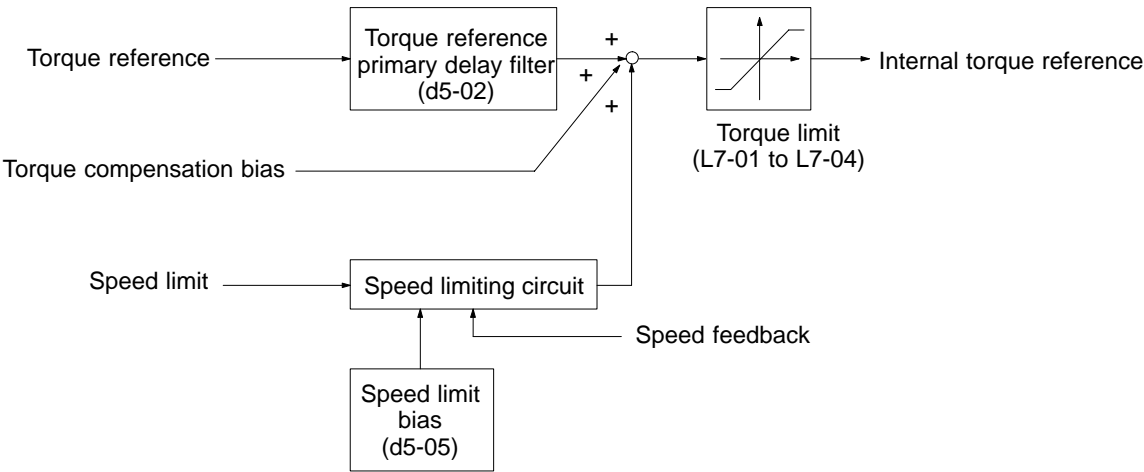 Torque reference
Torque reference
primary delay filter
(d5-02)
+
+
+
Internal torque reference
Torque limit
(L7-01 to L7-04)
Torque compensation bias
Speed limit
Speed limiting circuit
Speed feedback
Speed limit
bias
(d5-05)